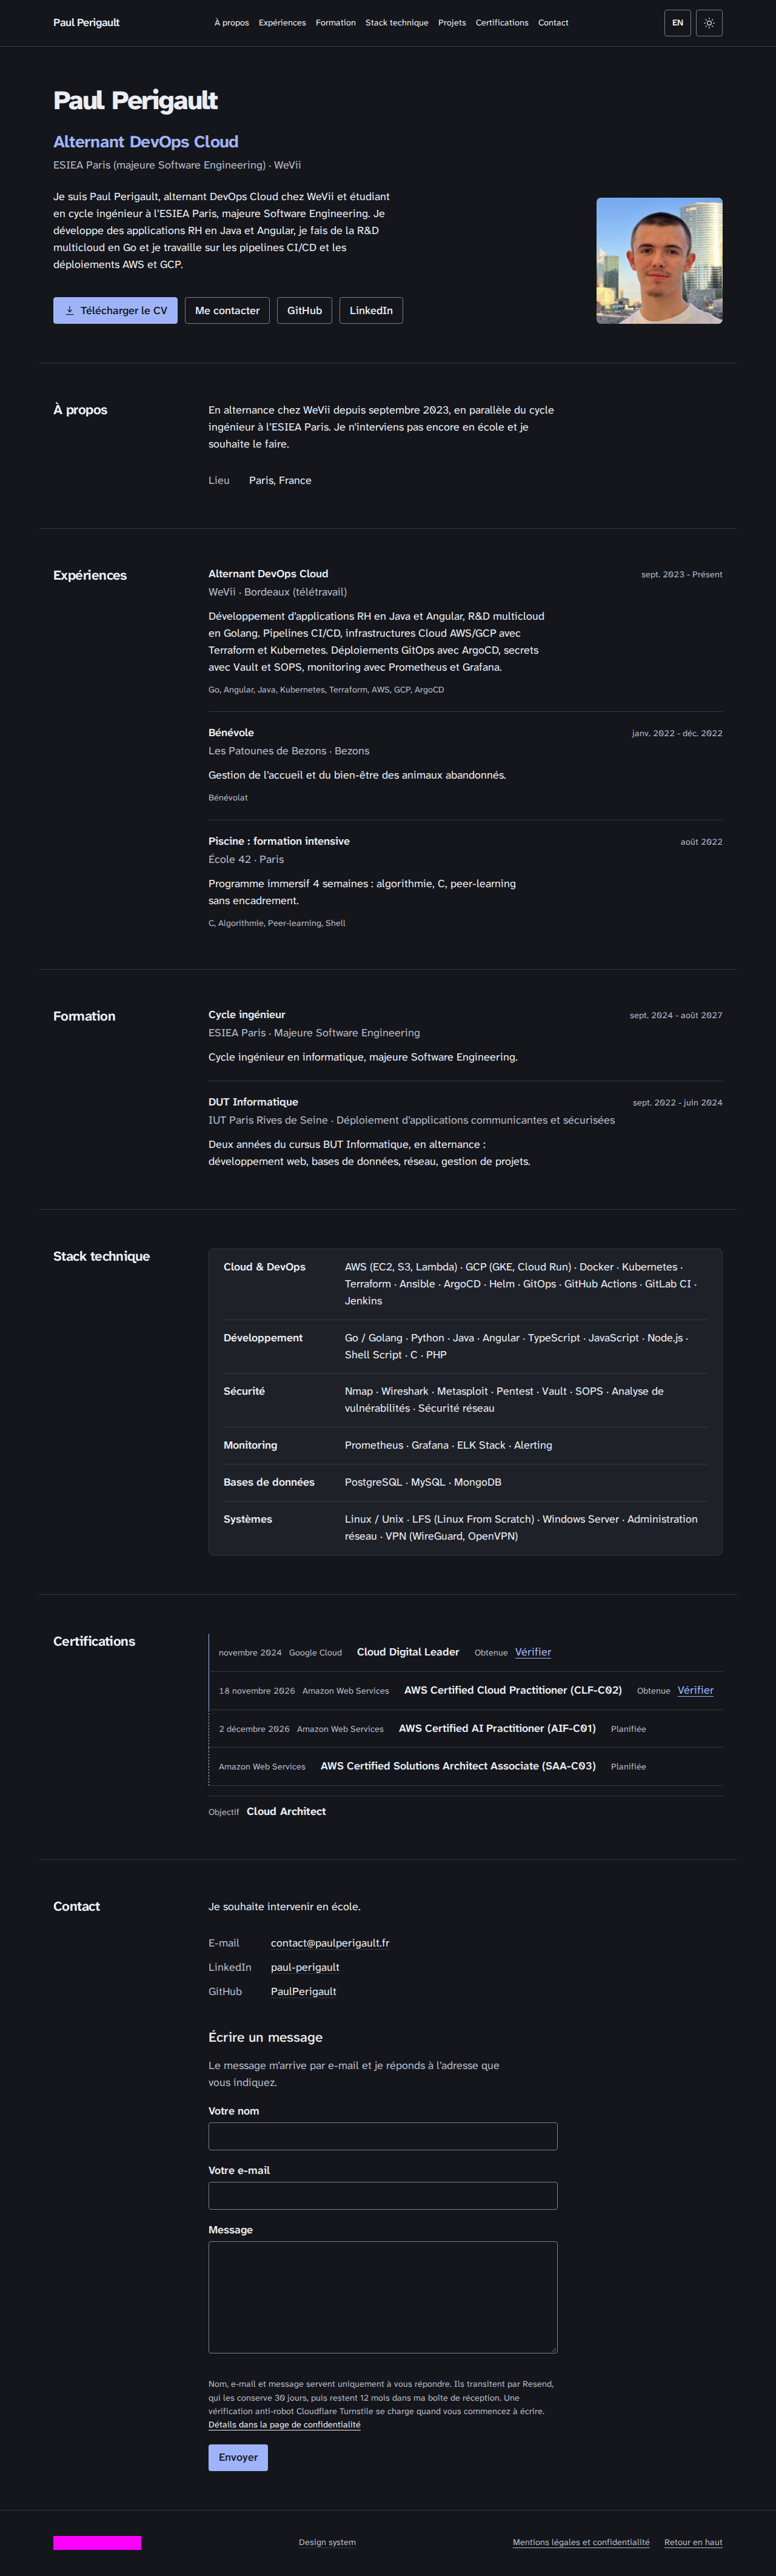 Paul Perigault
À propos Expériences Formation Stack technique Projets Certifications Contact
EN
Paul Perigault
Alternant DevOps Cloud
ESIEA Paris (majeure Software Engineering) · WeVii
Je suis Paul Perigault, alternant DevOps Cloud chez WeVii et étudiant
en cycle ingénieur à l'ESIEA Paris, majeure Software Engineering. Je
développe des applications RH en Java et Angular, je fais de la R&D
multicloud en Go et je travaille sur les pipelines CI/CD et les
déploiements AWS et GCP.
Télécharger le CV
Me contacter
GitHub
LinkedIn
À propos
En alternance chez WeVii depuis septembre 2023, en parallèle du cycle
ingénieur à l'ESIEA Paris. Je n'interviens pas encore en école et je
souhaite le faire.
Lieu Paris, France
Expériences
Alternant DevOps Cloud
sept. 2023 - Présent
WeVii · Bordeaux (télétravail)
Développement d'applications RH en Java et Angular, R&D multicloud
en Golang. Pipelines CI/CD, infrastructures Cloud AWS/GCP avec
Terraform et Kubernetes. Déploiements GitOps avec ArgoCD, secrets
avec Vault et SOPS, monitoring avec Prometheus et Grafana.
Go, Angular, Java, Kubernetes, Terraform, AWS, GCP, ArgoCD
Bénévole
janv. 2022 - déc. 2022
Les Patounes de Bezons · Bezons
Gestion de l'accueil et du bien-être des animaux abandonnés.
Bénévolat
Piscine : formation intensive
août 2022
École 42 · Paris
Programme immersif 4 semaines : algorithmie, C, peer-learning
sans encadrement.
C, Algorithmie, Peer-learning, Shell
Formation
Cycle ingénieur
sept. 2024 - août 2027
ESIEA Paris · Majeure Software Engineering
Cycle ingénieur en informatique, majeure Software Engineering.
DUT Informatique
sept. 2022 - juin 2024
IUT Paris Rives de Seine · Déploiement d'applications communicantes et sécurisées
Deux années du cursus BUT Informatique, en alternance :
développement web, bases de données, réseau, gestion de projets.
Stack technique
Cloud & DevOps
AWS (EC2, S3, Lambda) · GCP (GKE, Cloud Run) · Docker · Kubernetes ·
Terraform · Ansible · ArgoCD · Helm · GitOps · GitHub Actions · GitLab CI ·
Jenkins
Développement
Go / Golang · Python · Java · Angular · TypeScript · JavaScript · Node.js ·
Shell Script · C · PHP
Sécurité
Nmap · Wireshark · Metasploit · Pentest · Vault · SOPS · Analyse de
vulnérabilités · Sécurité réseau
Monitoring
Prometheus · Grafana · ELK Stack · Alerting
Bases de données
PostgreSQL · MySQL · MongoDB
Systèmes
Linux / Unix · LFS (Linux From Scratch) · Windows Server · Administration
réseau · VPN (WireGuard, OpenVPN)
Certifications
novembre 2024 Google Cloud Cloud Digital Leader Obtenue Vérifier
18 novembre 2026 Amazon Web Services AWS Certified Cloud Practitioner (CLF-C02) Obtenue Vérifier
2 décembre 2026 Amazon Web Services AWS Certified AI Practitioner (AIF-C01) Planifiée
Amazon Web Services AWS Certified Solutions Architect Associate (SAA-C03) Planifiée
Objectif Cloud Architect
Contact
Je souhaite intervenir en école.
E-mail contact@paulperigault.fr
LinkedIn paul-perigault
GitHub PaulPerigault
Écrire un message
Le message m'arrive par e-mail et je réponds à l'adresse que
vous indiquez.
Votre nom
Votre e-mail
Message
Nom, e-mail et message servent uniquement à vous répondre. Ils transitent par Resend,
qui les conserve 30 jours, puis restent 12 mois dans ma boîte de réception. Une
vérification anti-robot Cloudflare Turnstile se charge quand vous commencez à écrire.
Détails dans la page de confidentialité
Envoyer
Design system
Mentions légales et confidentialité
Retour en haut